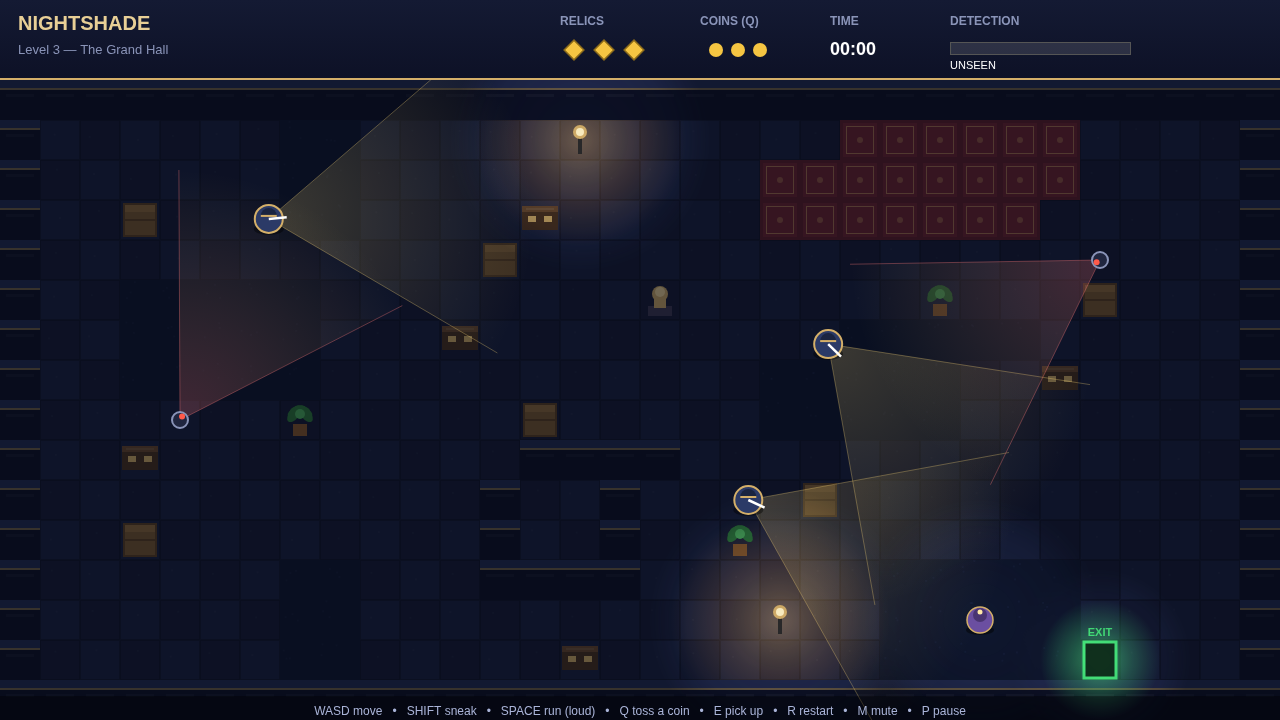 NIGHTSHADE
Level 3 — The Grand Hall
RELICS
COINS (Q)
TIME
00:00
DETECTION
UNSEEN
EXIT
WASD move • SHIFT sneak • SPACE run (loud) • Q toss a coin • E pick up • R restart • M mute • P pause